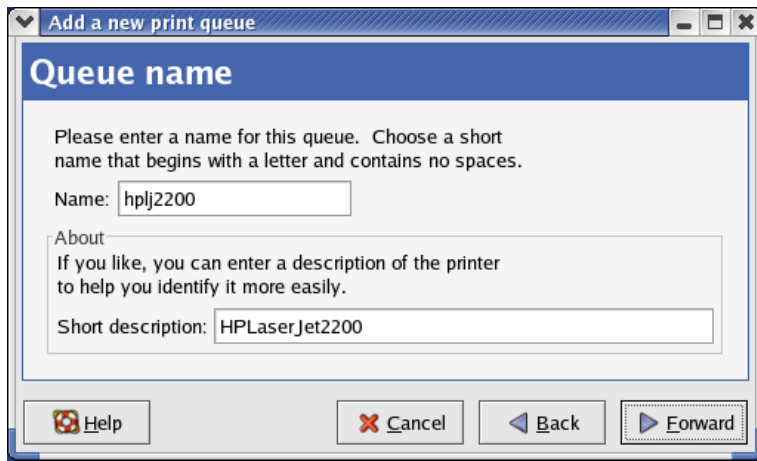 Add a new print queue
Queue name
Please enter a name for this queue.  Choose a short
name that begins with a letter and contains no spaces.
Name: hplj2200
About
If you like, you can enter a description of the printer
to help you identify it more easily.
Short description: HPLaserJet2200
Help Cancel Back Forward